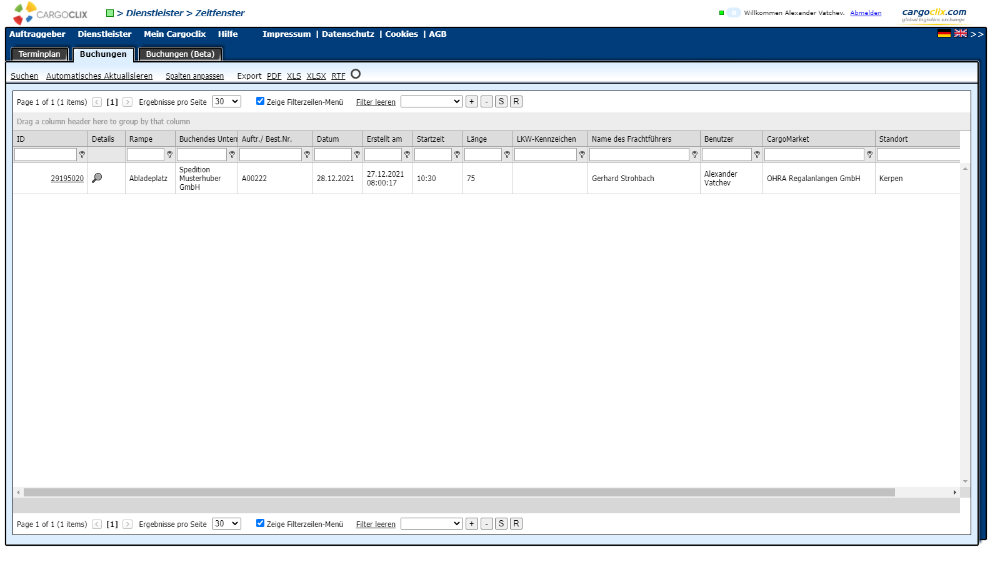 CARGOCLIX
> Dienstleister > Zeitfenster
0 Willkommen Alexander Vatchev. Abmelden
cargoclix.com
global logistics exchange
Auftraggeber Dienstleister Mein Cargoclix Hilfe Impressum | Datenschutz | Cookies | AGB >>
Terminplan Buchungen Buchungen (Beta)
Suchen Automatisches Aktualisieren Spalten anpassen Export PDF XLS XLSX RTF
Page 1 of 1 (1 items) < [1] > Ergebnisse pro Seite 30 Zeige Filterzeilen-Menü Filter leeren + - S R
Drag a column header here to group by that column
ID Details Rampe Buchendes Untern Auftr./ Best.Nr. Datum Erstellt am Startzeit Länge LKW-Kennzeichen Name des Frachtführers Benutzer CargoMarket Standort
29195020 Abladeplatz Spedition Musterhuber GmbH A00222 28.12.2021 27.12.2021 08:00:17 10:30 75 Gerhard Strohbach Alexander Vatchev OHRA Regalanlangen GmbH Kerpen
Page 1 of 1 (1 items) < [1] > Ergebnisse pro Seite 30 Zeige Filterzeilen-Menü Filter leeren + - S R